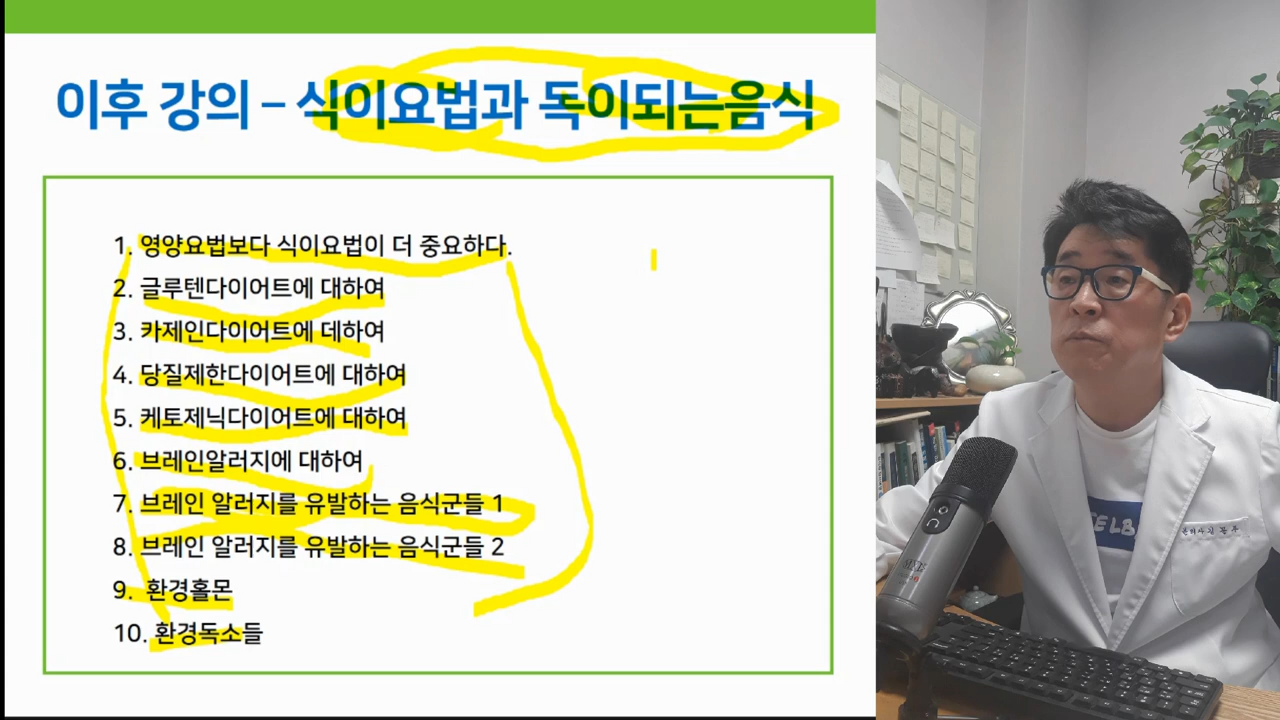 이후 강의 – 식이요법과 독이되는음식
1. 영양요법보다 식이요법이 더 중요하다.
2. 글루텐다이어트에 대하여
3. 카제인다이어트에 데하여
4. 당질제한다이어트에 대하여
5. 케토제닉다이어트에 대하여
6. 브레인알러지에 대하여
7. 브레인 알러지를 유발하는 음식군들 1
8. 브레인 알러지를 유발하는 음식군들 2
9. 환경홀몬
10. 환경독소들